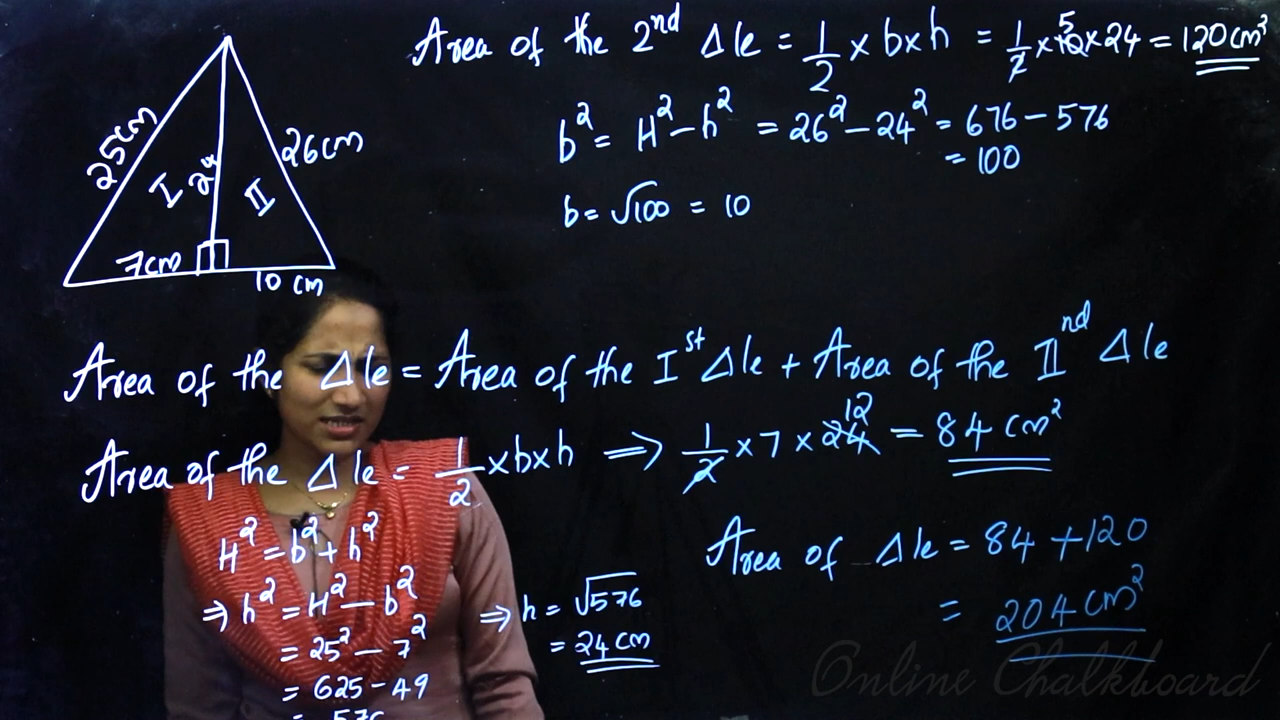 Area of the 2nd Δle = 1/2 × b × h = 1/2 × 10 5 × 24 = 120 cm²
b² = H² − h² = 26² − 24² = 676 − 576
= 100
b = √100 = 10
25cm
26cm
I
24
II
7cm
10 cm
Area of the Δle = Area of the Ist Δle + Area of the IInd Δle
Area of the Δle = 1/2 × b × h ⟹ 1/2 × 7 × 24 12 = 84 cm²
H² = b² + h²
⇒ h² = H² − b²
= 25² − 7²
= 625 − 49
= 576
⇒ h = √576
= 24 cm
Area of Δle = 84 + 120
= 204 cm²
Online Chalkboard